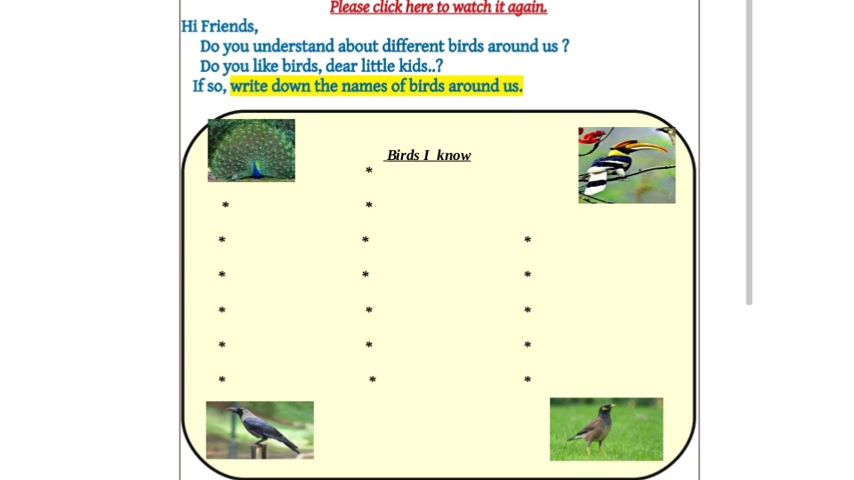 Please click here to watch it again.
Hi Friends,
Do you understand about different birds around us ?
Do you like birds, dear little kids..?
If so, write down the names of birds around us.
Birds I know
*
* *
* * *
* * *
* * *
* * *
* * *